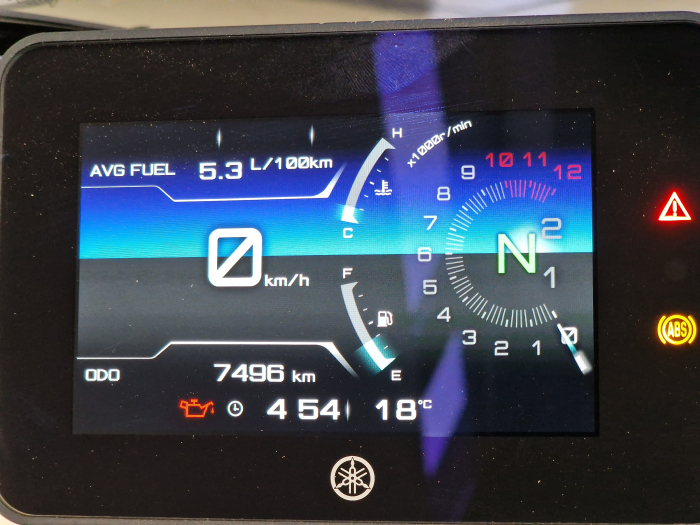 AVG FUEL 5.3 L/100km
0 km/h
ODO 7496 km
4 54 18°C
H
C
F
E
x1000r/min
0 1 2 3 4 5 6 7 8 9 10 11 12
N
2
1
ABS